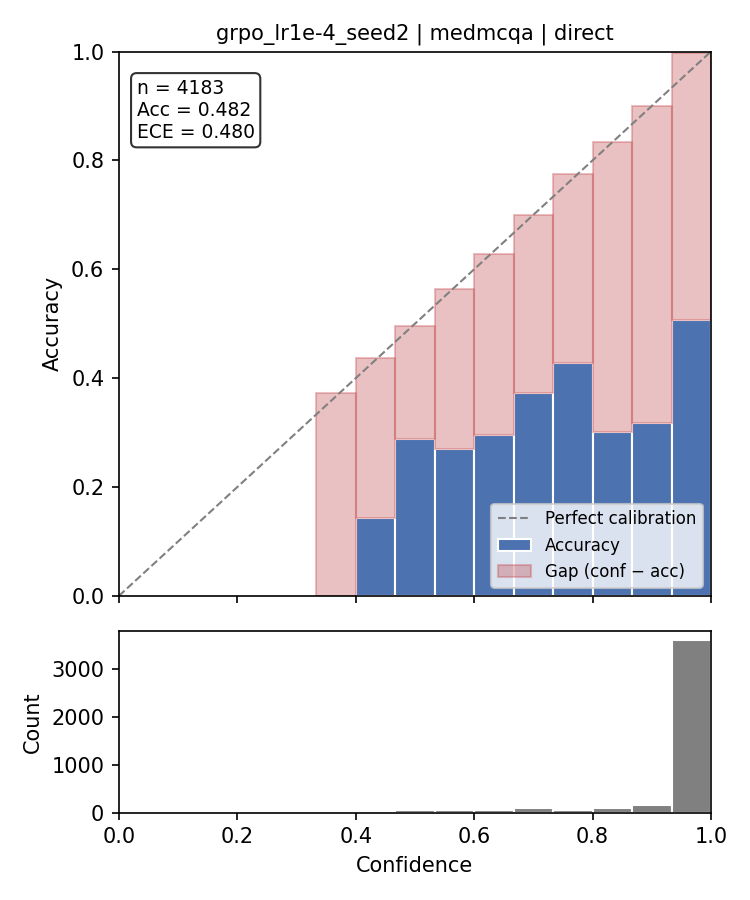 grpo_lr1e-4_seed2 | medmcqa | direct
n = 4183
Acc = 0.482
ECE = 0.480
1.0
0.8
0.6
0.4
0.2
0.0
Accuracy
Perfect calibration
Accuracy
Gap (conf − acc)
3000
2000
1000
0
Count
0.0 0.2 0.4 0.6 0.8 1.0
Confidence